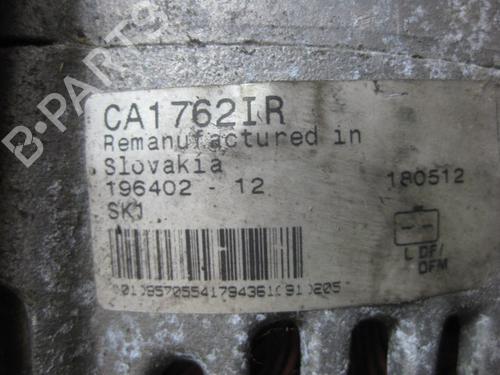 B-PARTS
CA1762IR
Remanufactured in
Slovakia
196402 - 12 180512
SK1
L DF/
DFM